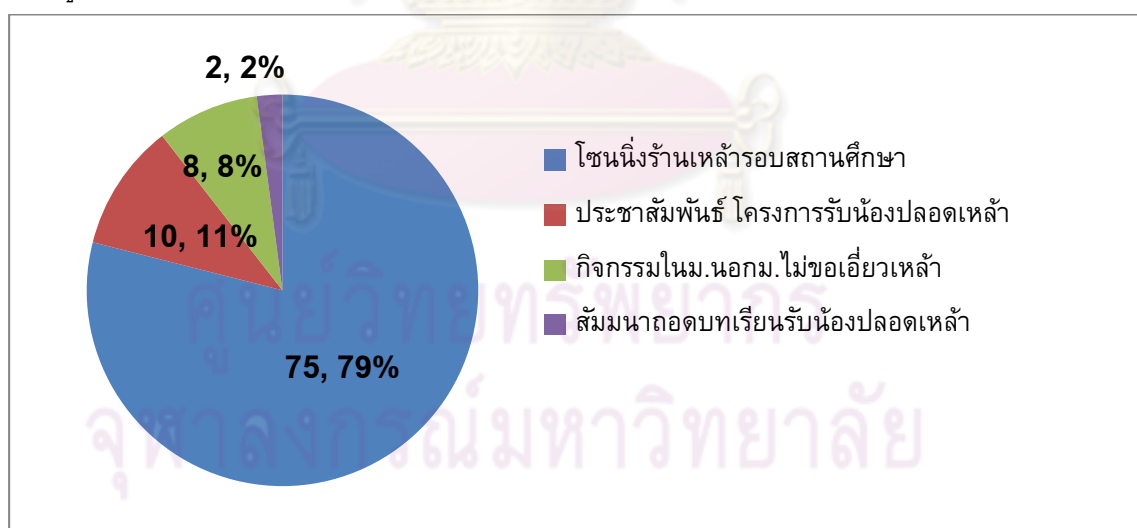 2, 2%
8, 8%
10, 11%
75, 79%
โซนนิ่งร้านเหล้ารอบสถานศึกษา
ประชาสัมพันธ์ โครงการรับน้องปลอดเหล้า
กิจกรรมในม.นอกม.ไม่ขอเอี่ยวเหล้า
สัมมนาถอดบทเรียนรับน้องปลอดเหล้า
ศูนย์วิทยทรัพยากร
จุฬาลงกรณ์มหาวิทยาลัย